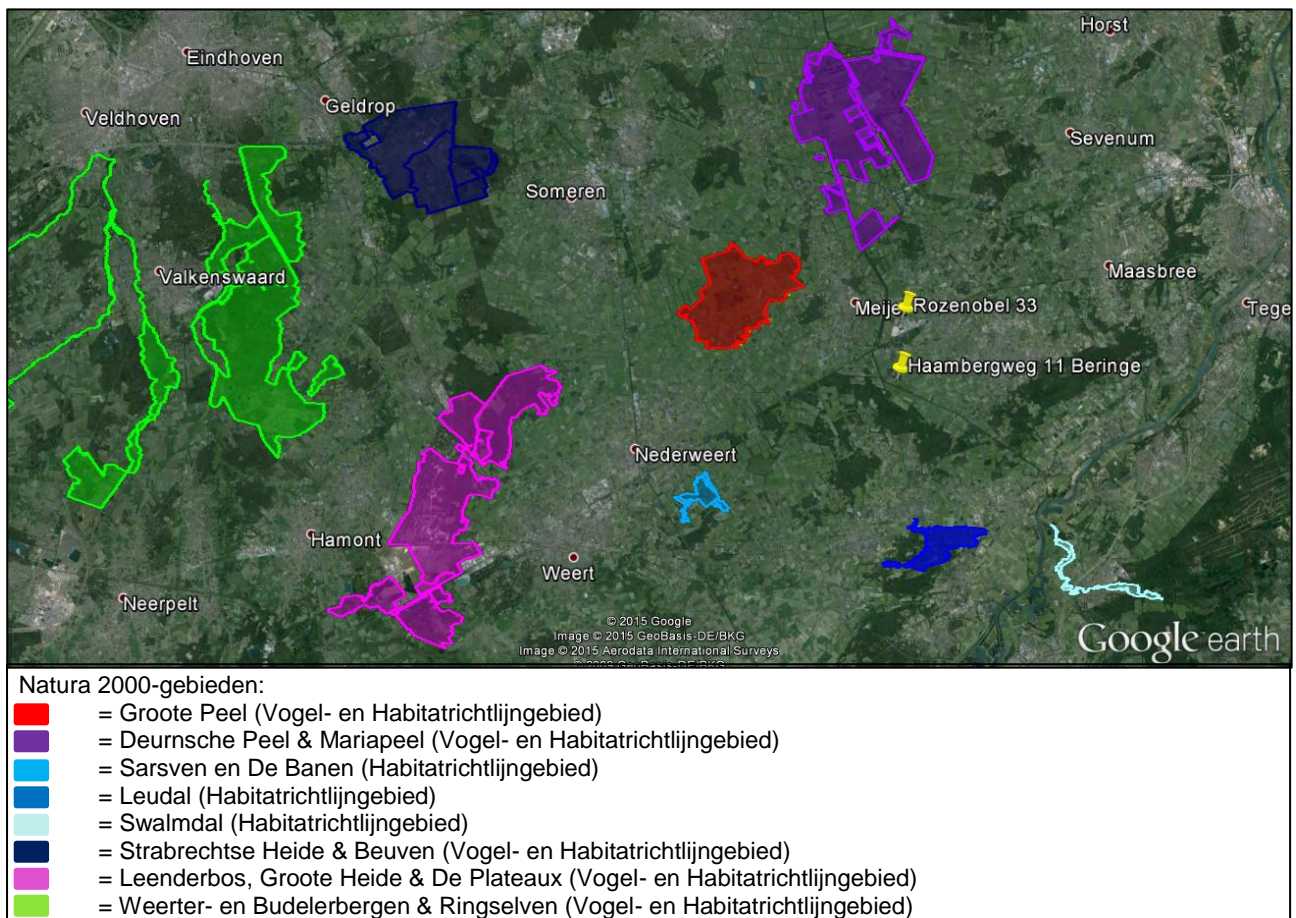 Horst
Eindhoven
Geldrop
Veldhoven
Sevenum
Someren
Valkenswaard
Maasbree
Meije
Rozenobel 33
Tege
Haambergweg 11 Beringe
Nederweert
Hamont
Weert
Neerpelt
© 2015 Google
Image © 2015 GeoBasis-DE/BKG
Image © 2015 Aerodata International Surveys
© 2009 GeoBasis-DE/BKG
Google earth
Natura 2000-gebieden:
= Groote Peel (Vogel- en Habitatrichtlijngebied)
= Deurnsche Peel & Mariapeel (Vogel- en Habitatrichtlijngebied)
= Sarsven en De Banen (Habitatrichtlijngebied)
= Leudal (Habitatrichtlijngebied)
= Swalmdal (Habitatrichtlijngebied)
= Strabrechtse Heide & Beuven (Vogel- en Habitatrichtlijngebied)
= Leenderbos, Groote Heide & De Plateaux (Vogel- en Habitatrichtlijngebied)
= Weerter- en Budelerbergen & Ringselven (Vogel- en Habitatrichtlijngebied)